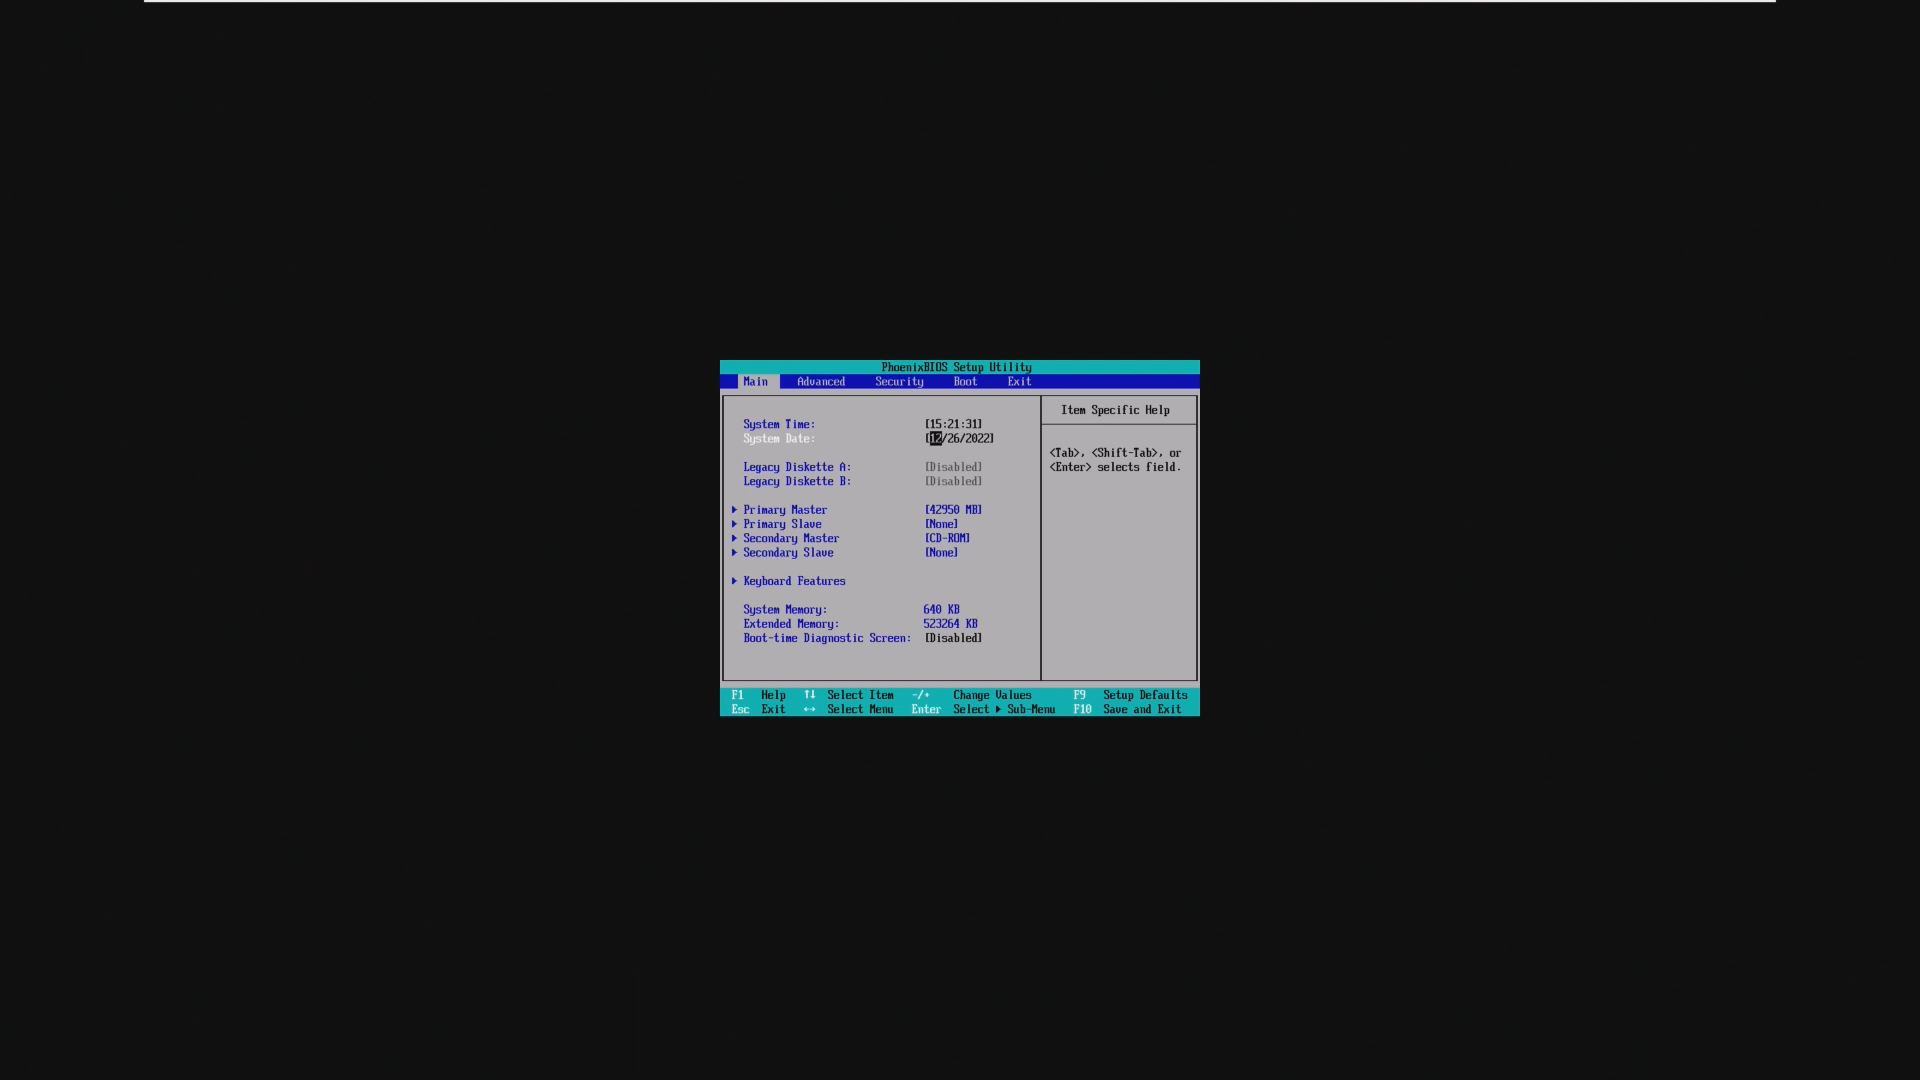 PhoenixBIOS Setup Utility
Main Advanced Security Boot Exit
Item Specific Help
System Time: [15:21:31]
System Date: [12/26/2022]
<Tab>, <Shift-Tab>, or
<Enter> selects field.
Legacy Diskette A: [Disabled]
Legacy Diskette B: [Disabled]
Primary Master [42950 MB]
Primary Slave [None]
Secondary Master [CD-ROM]
Secondary Slave [None]
Keyboard Features
System Memory: 640 KB
Extended Memory: 523264 KB
Boot-time Diagnostic Screen: [Disabled]
F1 Help ↑↓ Select Item -/+ Change Values F9 Setup Defaults
Esc Exit ↔ Select Menu Enter Select ▶ Sub-Menu F10 Save and Exit